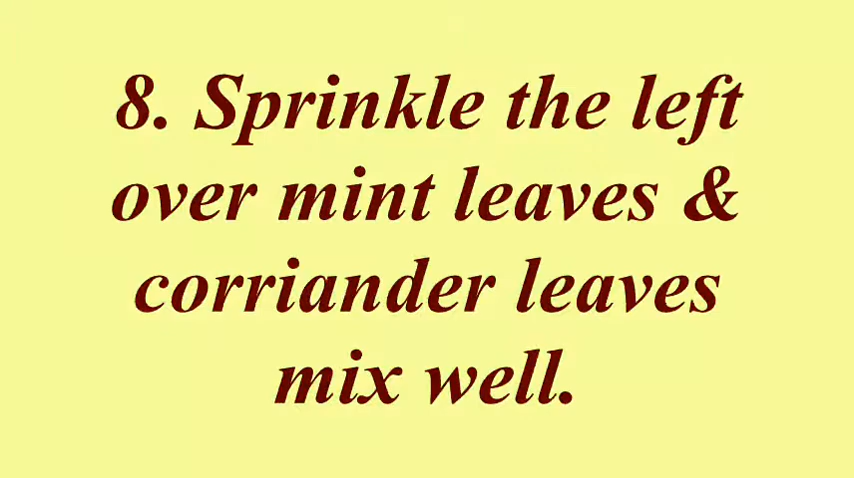 8. Sprinkle the left
over mint leaves &
corriander leaves
mix well.